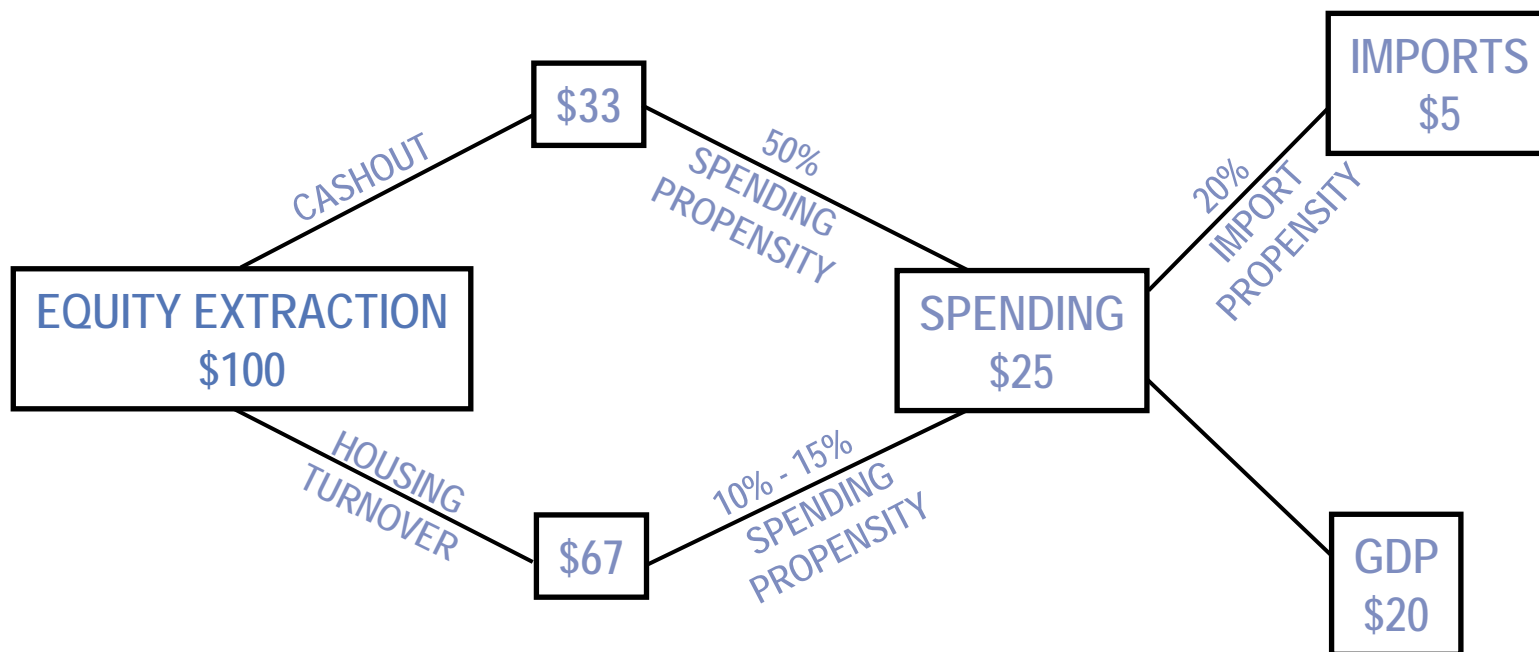 IMPORTS
$5
$33
CASHOUT
50%
SPENDING
PROPENSITY
20%
IMPORT
PROPENSITY
EQUITY EXTRACTION
$100
SPENDING
$25
HOUSING
TURNOVER
10% - 15%
SPENDING
PROPENSITY
$67
GDP
$20